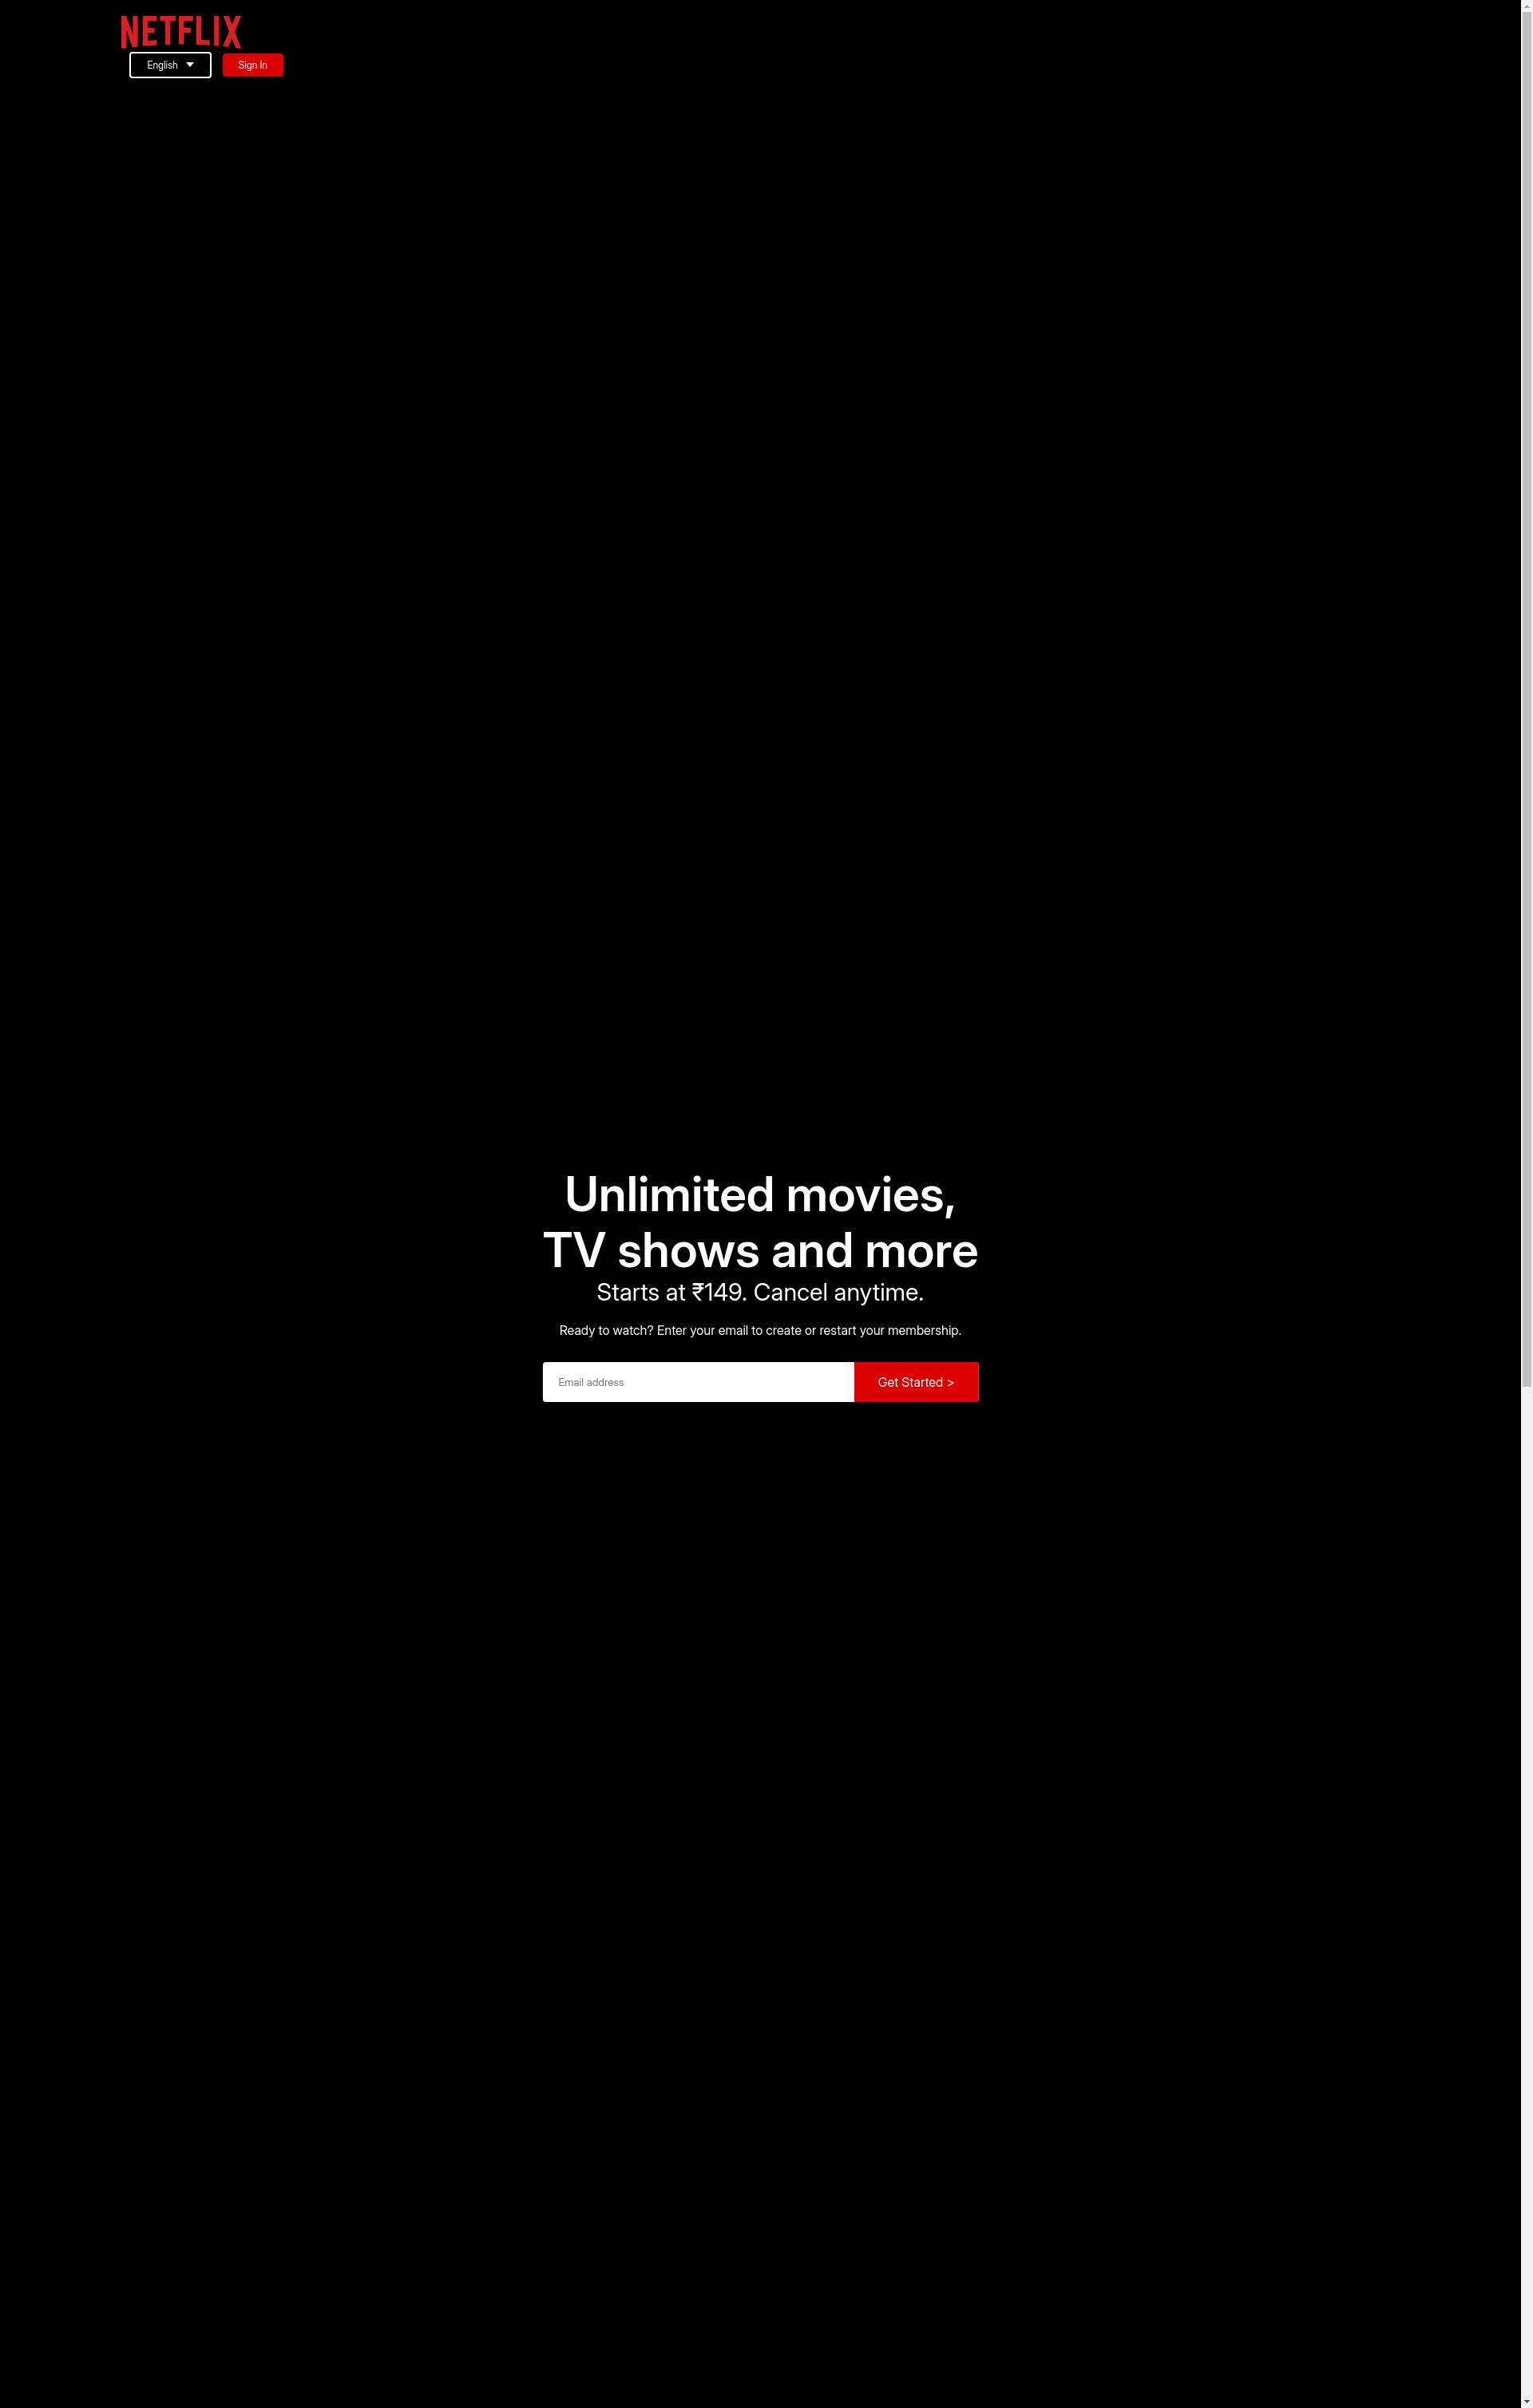 NETFLIX
English
Sign In
Unlimited movies,
TV shows and more
Starts at ₹149. Cancel anytime.
Ready to watch? Enter your email to create or restart your membership.
Email address
Get Started >